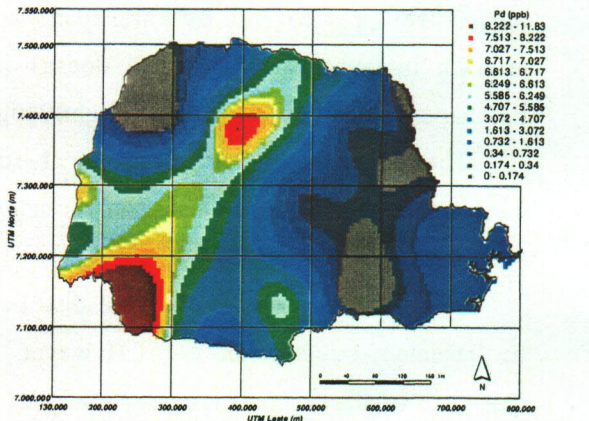 7.550.000
7.500.000
7.400.000
7.300.000
7.200.000
7.100.000
7.000.000
UTM Norte (m)
130.000
200.000
300.000
400.000
500.000
600.000
700.000
800.000
UTM Leste (m)
Pd (ppb)
8.222 - 11.83
7.513 - 8.222
7.027 - 7.513
6.717 - 7.027
6.613 - 6.717
6.249 - 6.613
5.585 - 6.249
4.707 - 5.585
3.072 - 4.707
1.613 - 3.072
0.732 - 1.613
0.34 - 0.732
0.174 - 0.34
0 - 0.174
0
N